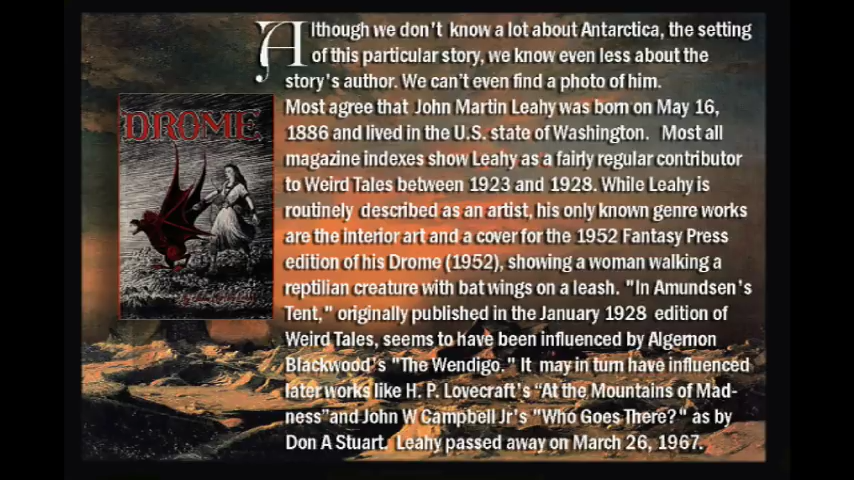 Although we don't know a lot about Antarctica, the setting
of this particular story, we know even less about the
story's author. We can't even find a photo of him.
Most agree that John Martin Leahy was born on May 16,
1886 and lived in the U.S. state of Washington. Most all
magazine indexes show Leahy as a fairly regular contributor
to Weird Tales between 1923 and 1928. While Leahy is
routinely described as an artist, his only known genre works
are the interior art and a cover for the 1952 Fantasy Press
edition of his Drome (1952), showing a woman walking a
reptilian creature with bat wings on a leash. "In Amundsen's
Tent," originally published in the January 1928 edition of
Weird Tales, seems to have been influenced by Algernon
Blackwood's "The Wendigo." It may in turn have influenced
later works like H. P. Lovecraft's “At the Mountains of Mad-
ness”and John W Campbell Jr's "Who Goes There?" as by
Don A Stuart. Leahy passed away on March 26, 1967.
DROME